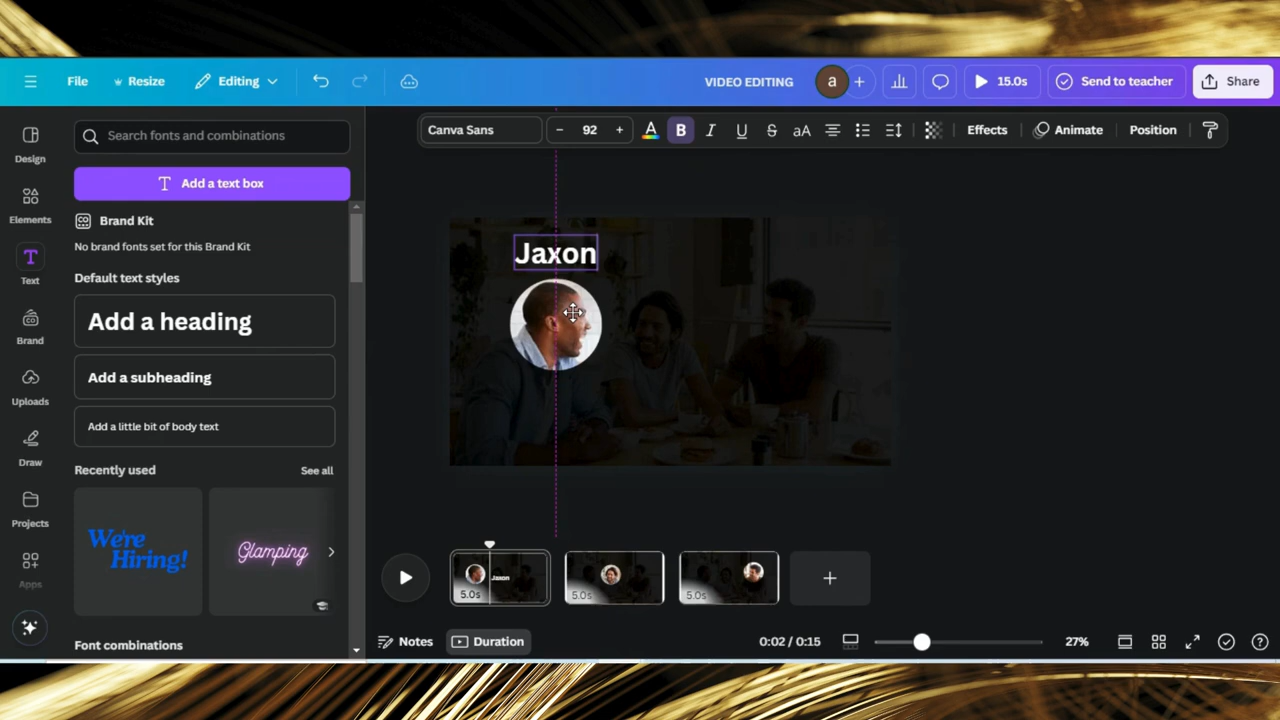 File
Resize
Editing
VIDEO EDITING
a
+
15.0s
Send to teacher
Share
Design
Elements
Text
Brand
Uploads
Draw
Projects
Apps
Search fonts and combinations
T Add a text box
Brand Kit
No brand fonts set for this Brand Kit
Default text styles
Add a heading
Add a subheading
Add a little bit of body text
Recently used
See all
We're
Hiring!
Glamping
Font combinations
Canva Sans
– 92 +
A B I U S aA
Effects
Animate
Position
Jaxon
Jaxon
5.0s
5.0s
5.0s
+
Notes
Duration
0:02 / 0:15
27%